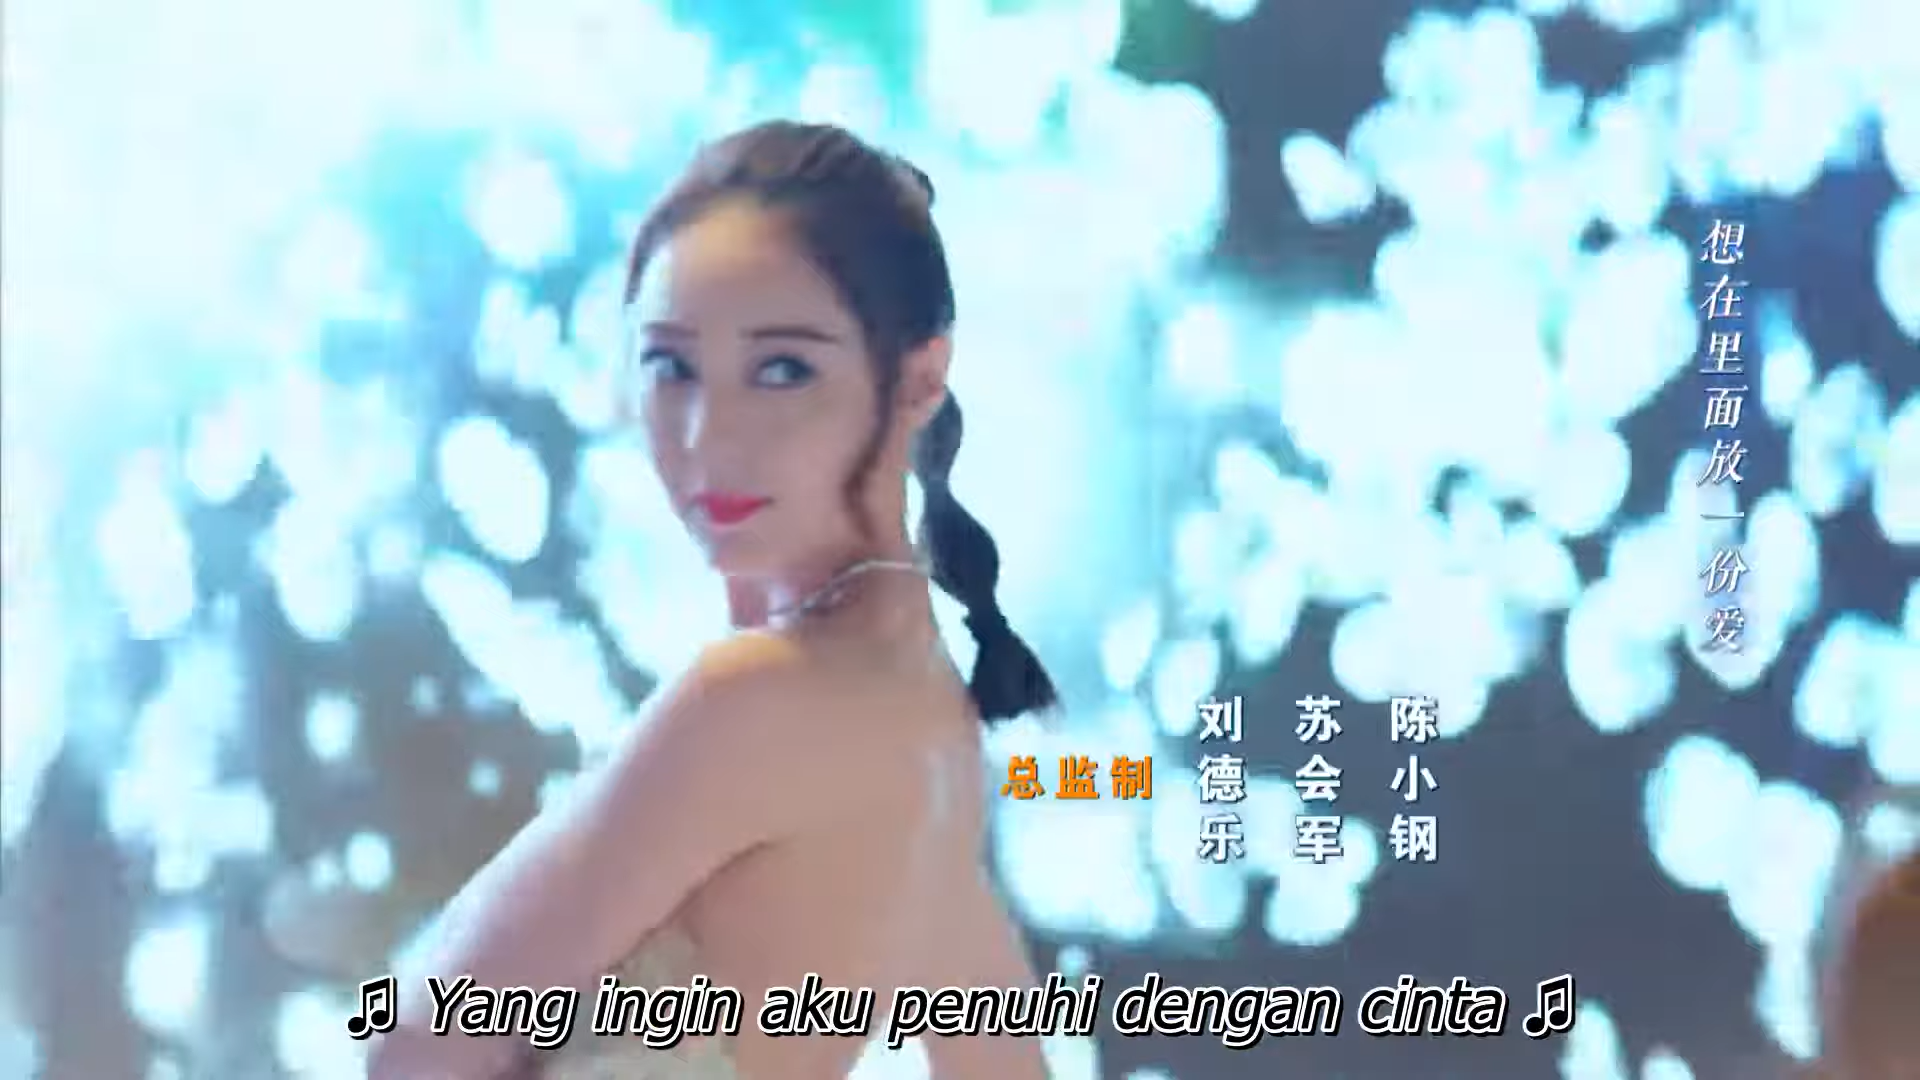 想在里面放一份爱
总监制
刘德乐
苏会军
陈小钢
♫ Yang ingin aku penuhi dengan cinta ♫